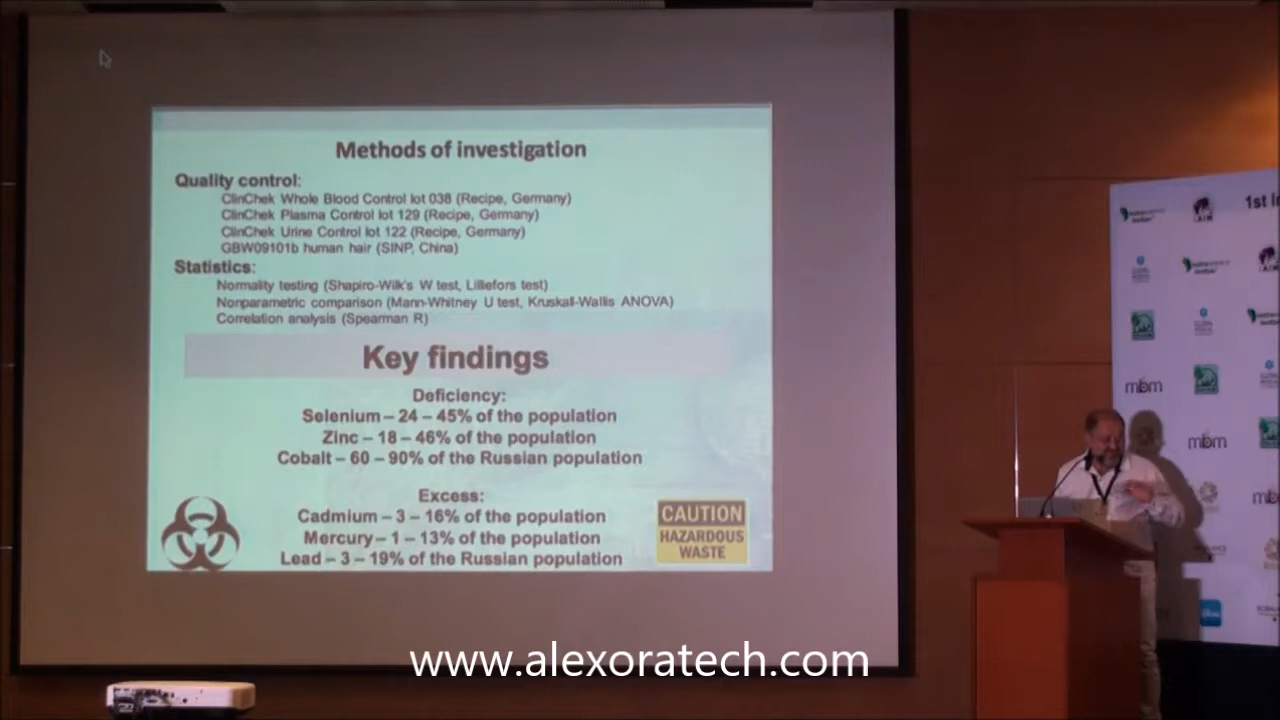 Methods of investigation
Quality control:
ClinChek Whole Blood Control lot 038 (Recipe, Germany)
ClinChek Plasma Control lot 129 (Recipe, Germany)
ClinChek Urine Control lot 122 (Recipe, Germany)
GBW09101b human hair (SINP, China)
Statistics:
Normality testing (Shapiro-Wilk's W test, Lilliefors test)
Nonparametric comparison (Mann-Whitney U test, Kruskall-Wallis ANOVA)
Correlation analysis (Spearman R)
Key findings
Deficiency:
Selenium – 24 – 45% of the population
Zinc – 18 – 46% of the population
Cobalt – 60 – 90% of the Russian population
Excess:
Cadmium – 3 – 16% of the population
Mercury – 1 – 13% of the population
Lead – 3 – 19% of the Russian population
CAUTION
HAZARDOUS
WASTE
1st In
AIM
mbm
mbm
mb
www.alexoratech.com